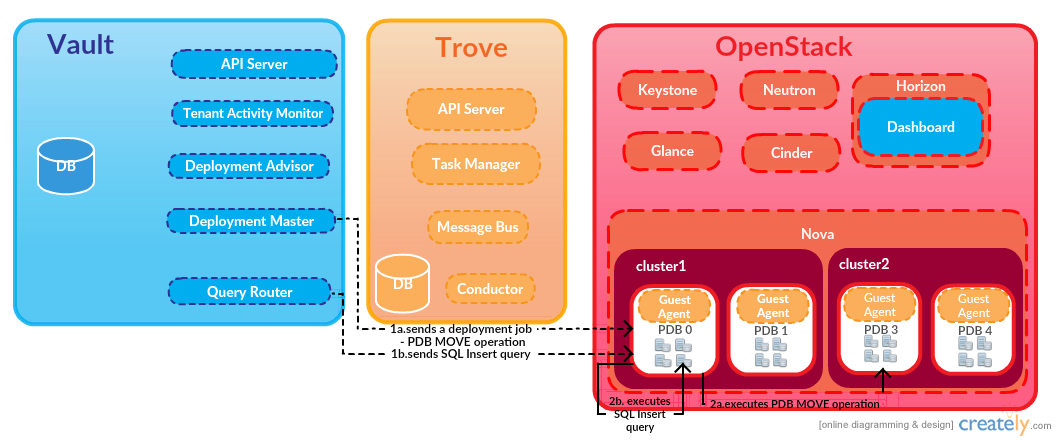 Vault
API Server
Tenant Activity Monitor
DB
Deployment Advisor
Deployment Master
Query Router
Trove
API Server
Task Manager
Message Bus
DB
Conductor
OpenStack
Keystone
Neutron
Horizon
Dashboard
Glance
Cinder
Nova
cluster1
Guest
Agent
PDB 0
Guest
Agent
PDB 1
cluster2
Guest
Agent
PDB 3
Guest
Agent
PDB 4
1a.sends a deployment job
- PDB MOVE operation
1b.sends SQL Insert query
2b. executes
SQL Insert
query
2a.executes PDB MOVE operation
[online diagramming & design] creately.com